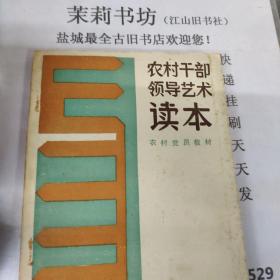 茉莉书坊（江山旧书社）
盐城最全古旧书店欢迎您！
农村干部
领导艺术
读本
农村党员教材
快
递
挂
刷
天
天
发
529